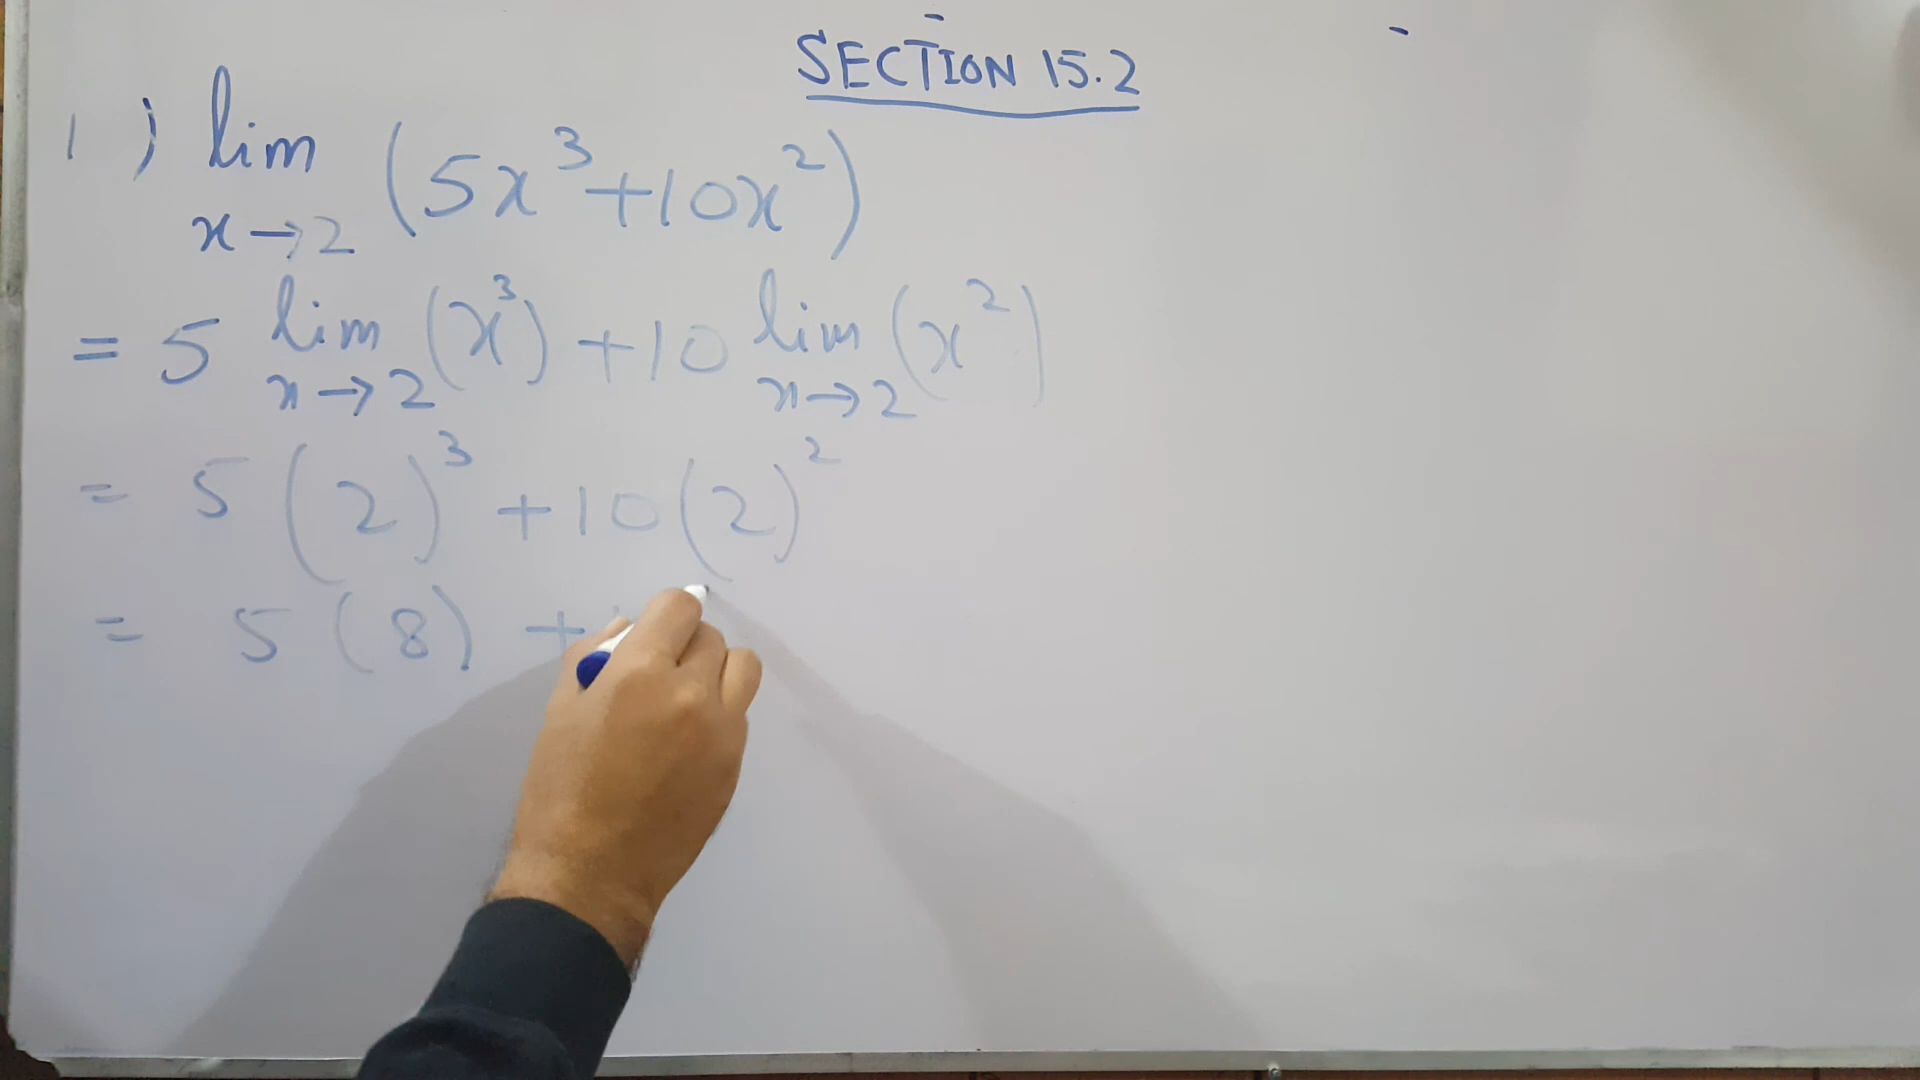 SECTION 15.2
1) lim x→2 (5x³+10x²)
= 5 lim x→2 (x³) + 10 lim x→2 (x²)
= 5 (2)³ + 10 (2)²
= 5 (8) +